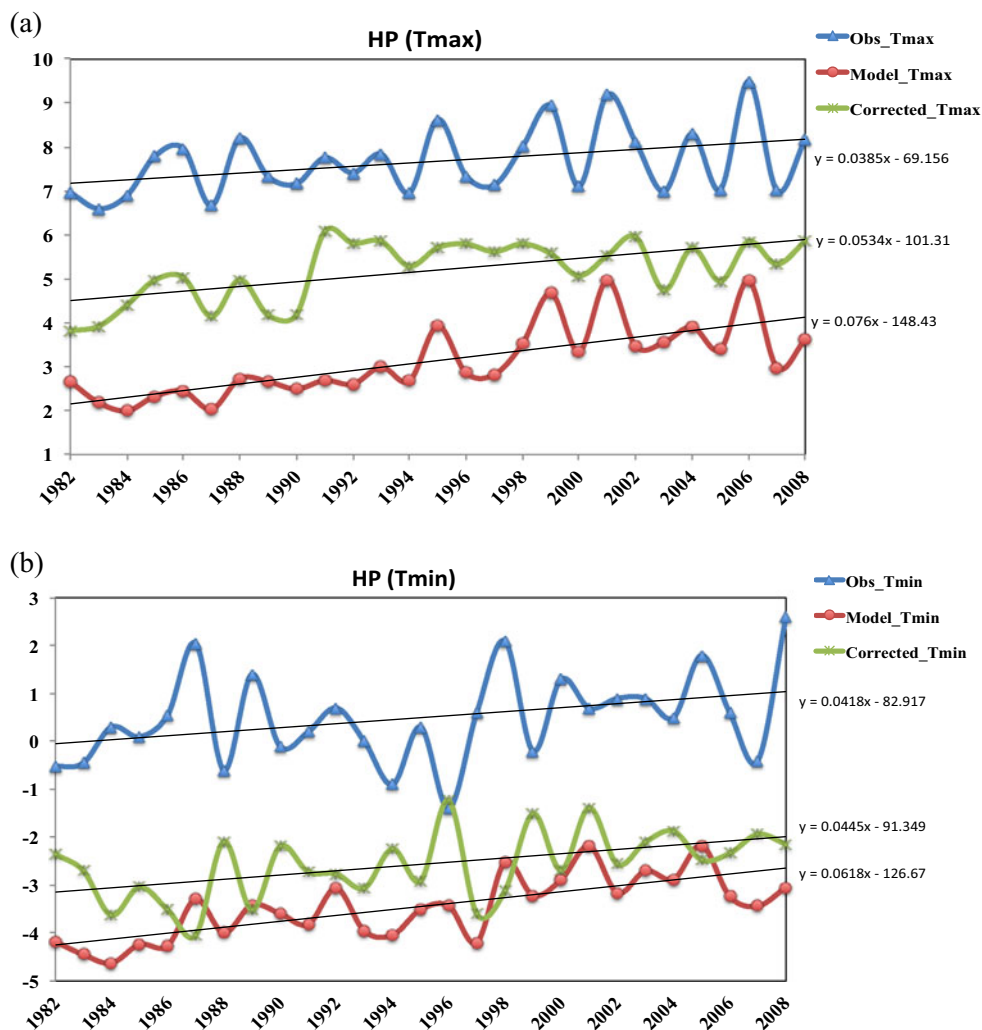 (a)
HP (Tmax)
Obs_Tmax
Model_Tmax
Corrected_Tmax
10
9
8
7
6
5
4
3
2
1
y = 0.0385x - 69.156
y = 0.0534x - 101.31
y = 0.076x - 148.43
1982 1984 1986 1988 1990 1992 1994 1996 1998 2000 2002 2004 2006 2008
(b)
HP (Tmin)
Obs_Tmin
Model_Tmin
Corrected_Tmin
3
2
1
0
-1
-2
-3
-4
-5
y = 0.0418x - 82.917
y = 0.0445x - 91.349
y = 0.0618x - 126.67
1982 1984 1986 1988 1990 1992 1994 1996 1998 2000 2002 2004 2006 2008